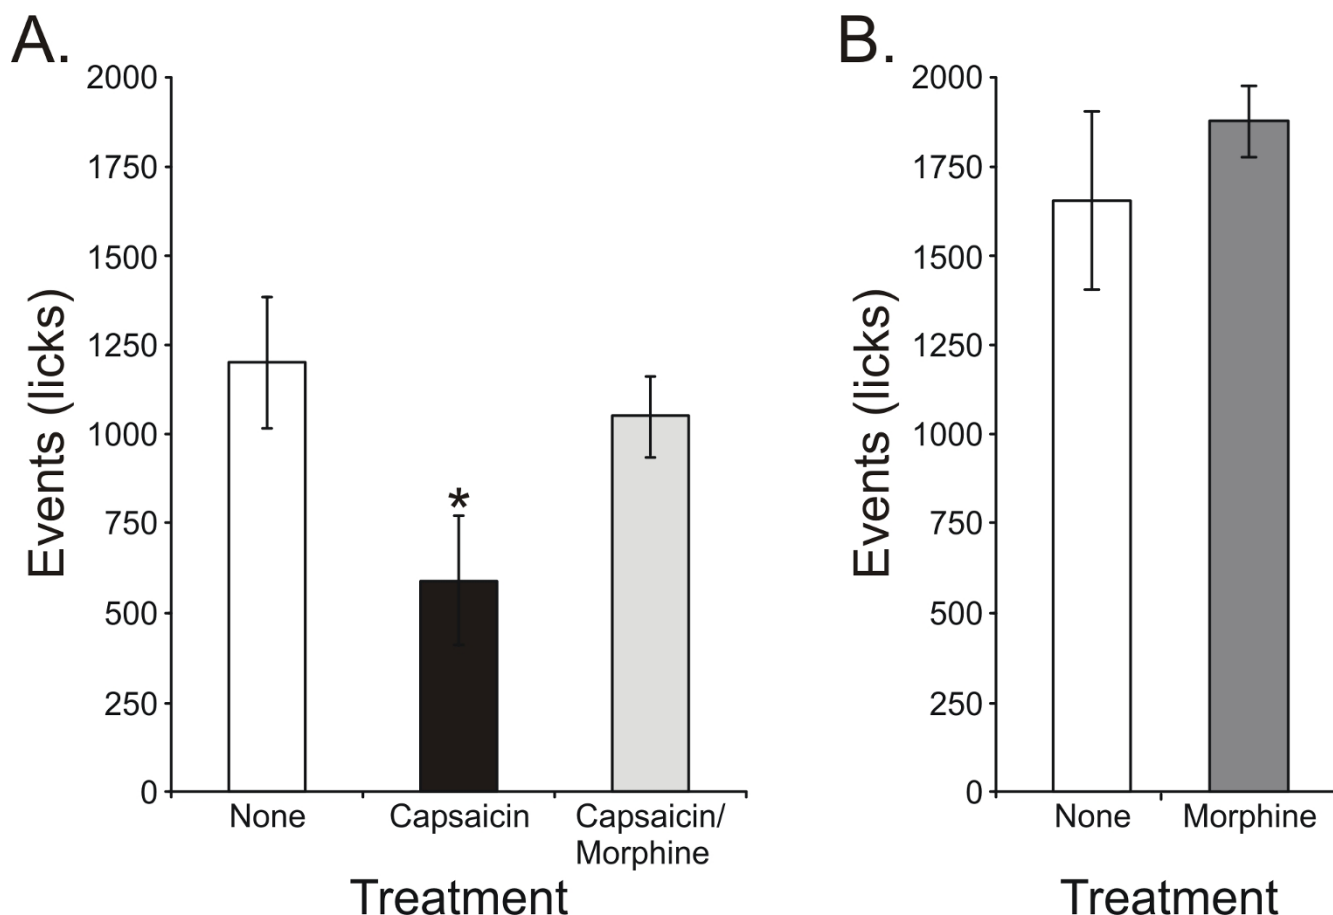 A.
2000
1750
1500
1250
1000
750
500
250
0
Events (licks)
*
None
Capsaicin
Capsaicin/
Morphine
Treatment
B.
2000
1750
1500
1250
1000
750
500
250
0
Events (licks)
None
Morphine
Treatment